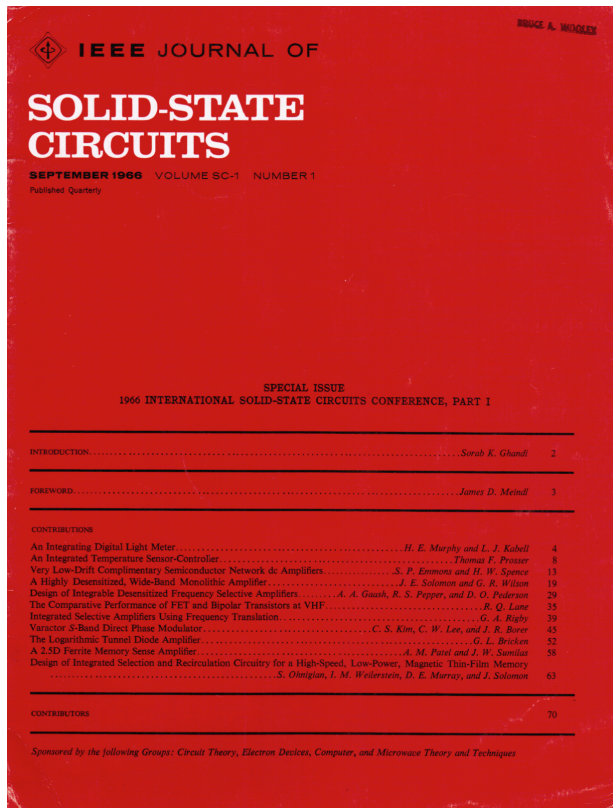 BRUCE A. WOOLEY
IEEE JOURNAL OF
SOLID-STATE
CIRCUITS
SEPTEMBER 1966 VOLUME SC-1 NUMBER 1
Published Quarterly
SPECIAL ISSUE
1966 INTERNATIONAL SOLID-STATE CIRCUITS CONFERENCE, PART I
INTRODUCTION.....Sorab K. Ghandi 2
FOREWORD.....James D. Meindl 3
CONTRIBUTIONS
An Integrating Digital Light Meter.....H. E. Murphy and L. J. Kabell 4
An Integrated Temperature Sensor-Controller.....Thomas F. Prosser 8
Very Low-Drift Complimentary Semiconductor Network dc Amplifiers.....S. P. Emmons and H. W. Spence 13
A Highly Desensitized, Wide-Band Monolithic Amplifier.....J. E. Solomon and G. R. Wilson 19
Design of Integrable Desensitized Frequency Selective Amplifiers.....A. A. Gaash, R. S. Pepper, and D. O. Pederson 29
The Comparative Performance of FET and Bipolar Transistors at VHF.....R. Q. Lane 35
Integrated Selective Amplifiers Using Frequency Translation.....G. A. Rigby 39
Varactor S-Band Direct Phase Modulator.....C. S. Kim, C. W. Lee, and J. R. Borer 45
The Logarithmic Tunnel Diode Amplifier.....G. L. Bricken 52
A 2.5D Ferrite Memory Sense Amplifier.....A. M. Patel and J. W. Sumilas 58
Design of Integrated Selection and Recirculation Circuitry for a High-Speed, Low-Power, Magnetic Thin-Film Memory
.....S. Ohnigian, I. M. Weilerstein, D. E. Murray, and J. Solomon 63
CONTRIBUTORS 70
Sponsored by the following Groups: Circuit Theory, Electron Devices, Computer, and Microwave Theory and Techniques